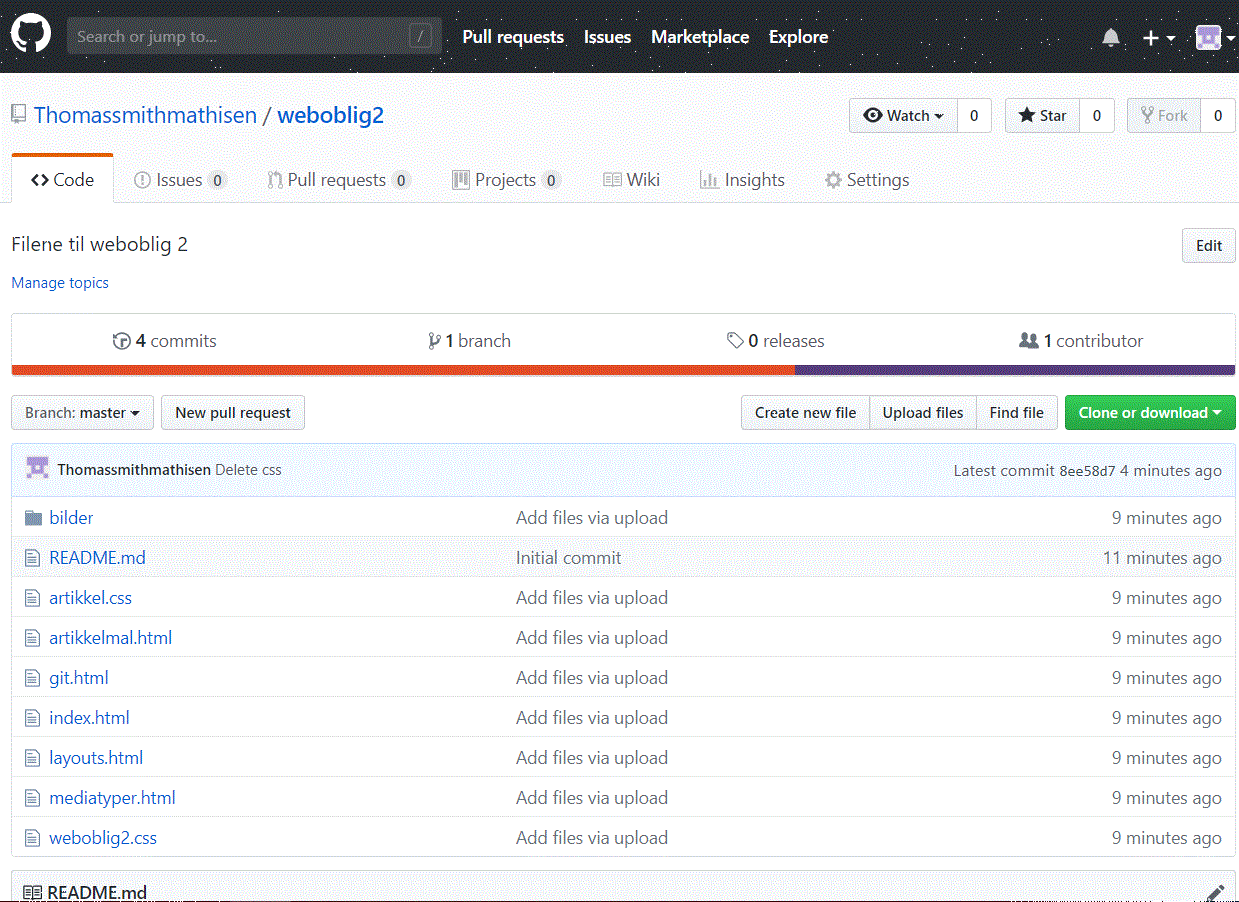 Search or jump to... / Pull requests Issues Marketplace Explore
Thomassmithmathisen / weboblig2 Watch 0 Star 0 Fork 0
Code Issues 0 Pull requests 0 Projects 0 Wiki Insights Settings
Filene til weboblig 2 Edit
Manage topics
4 commits 1 branch 0 releases 1 contributor
Branch: master New pull request Create new file Upload files Find file Clone or download
Thomassmithmathisen Delete css Latest commit 8ee58d7 4 minutes ago
bilder Add files via upload 9 minutes ago
README.md Initial commit 11 minutes ago
artikkel.css Add files via upload 9 minutes ago
artikkelmal.html Add files via upload 9 minutes ago
git.html Add files via upload 9 minutes ago
index.html Add files via upload 9 minutes ago
layouts.html Add files via upload 9 minutes ago
mediatyper.html Add files via upload 9 minutes ago
weboblig2.css Add files via upload 9 minutes ago
README.md